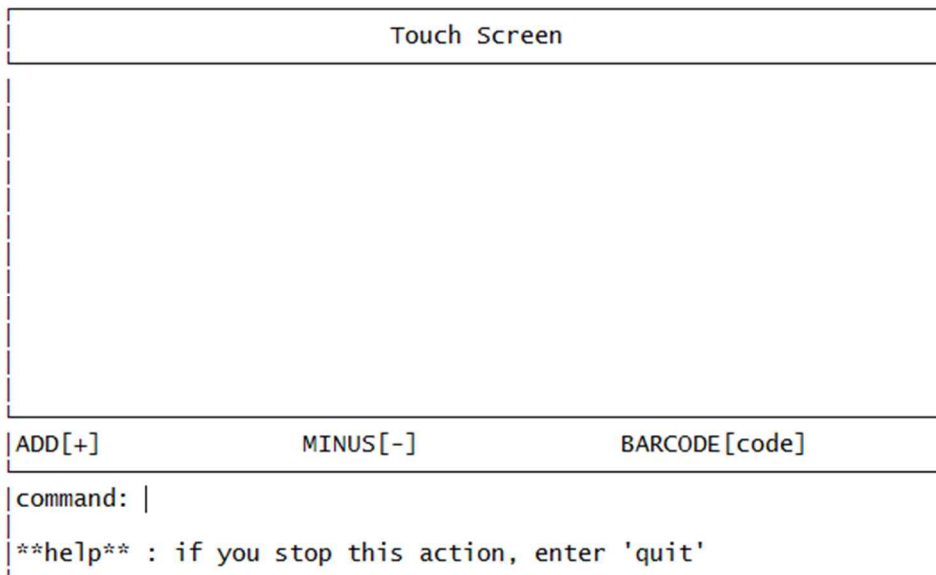 Touch Screen
ADD[+] MINUS[-] BARCODE[code]
command:
**help** : if you stop this action, enter 'quit'